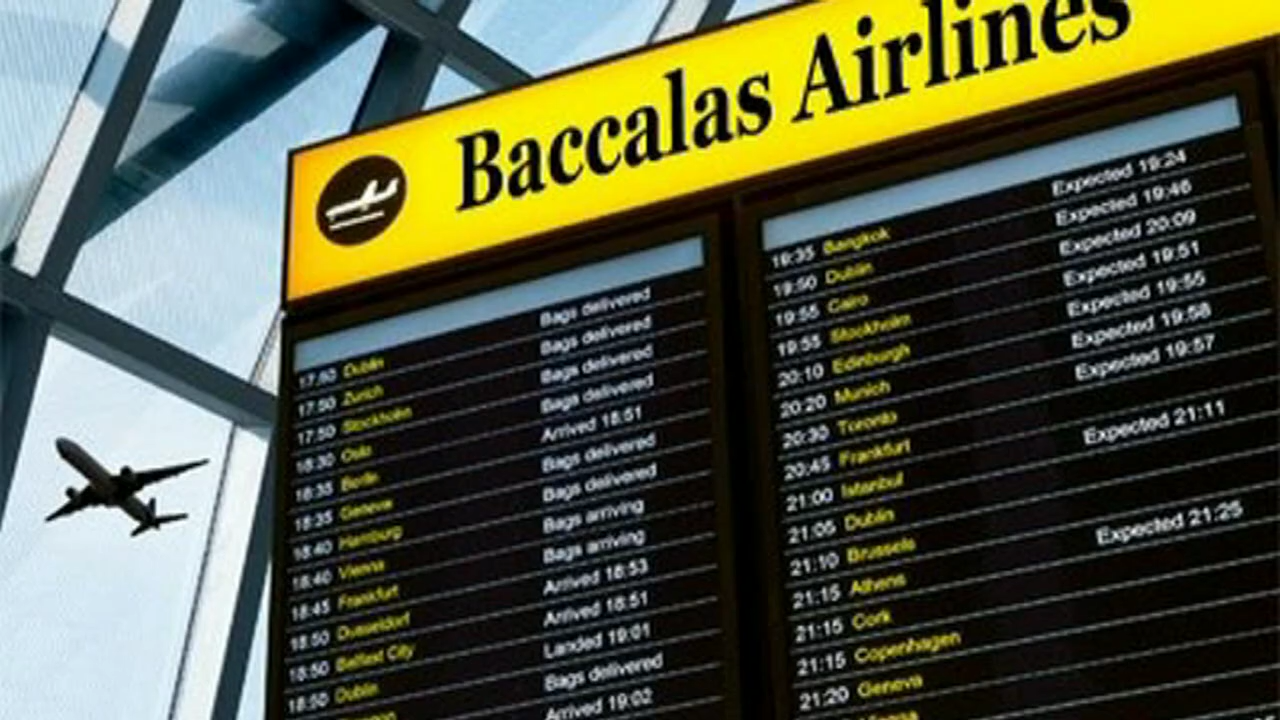 Baccalas Airlines
17:50 Dublin Bags delivered
17:50 Zurich Bags delivered
17:50 Stockholm Bags delivered
18:30 Oslo Bags delivered
18:35 Berlin Arrived 18:51
18:35 Geneva Bags delivered
18:40 Hamburg Bags delivered
18:40 Vienna Bags arriving
18:45 Frankfurt Bags arriving
18:50 Dusseldorf Arrived 18:53
18:50 Belfast City Arrived 18:51
18:50 Dublin Landed 19:01
Bags delivered
Arrived 19:02
19:35 Bangkok Expected 19:24
19:50 Dublin Expected 19:46
19:55 Cairo Expected 20:09
19:55 Stockholm Expected 19:51
20:10 Edinburgh Expected 19:55
20:20 Munich Expected 19:58
20:30 Toronto Expected 19:57
20:45 Frankfurt
21:00 Istanbul Expected 21:11
21:05 Dublin
21:10 Brussels
21:15 Athens Expected 21:25
21:15 Cork
21:15 Copenhagen
21:20 Geneva